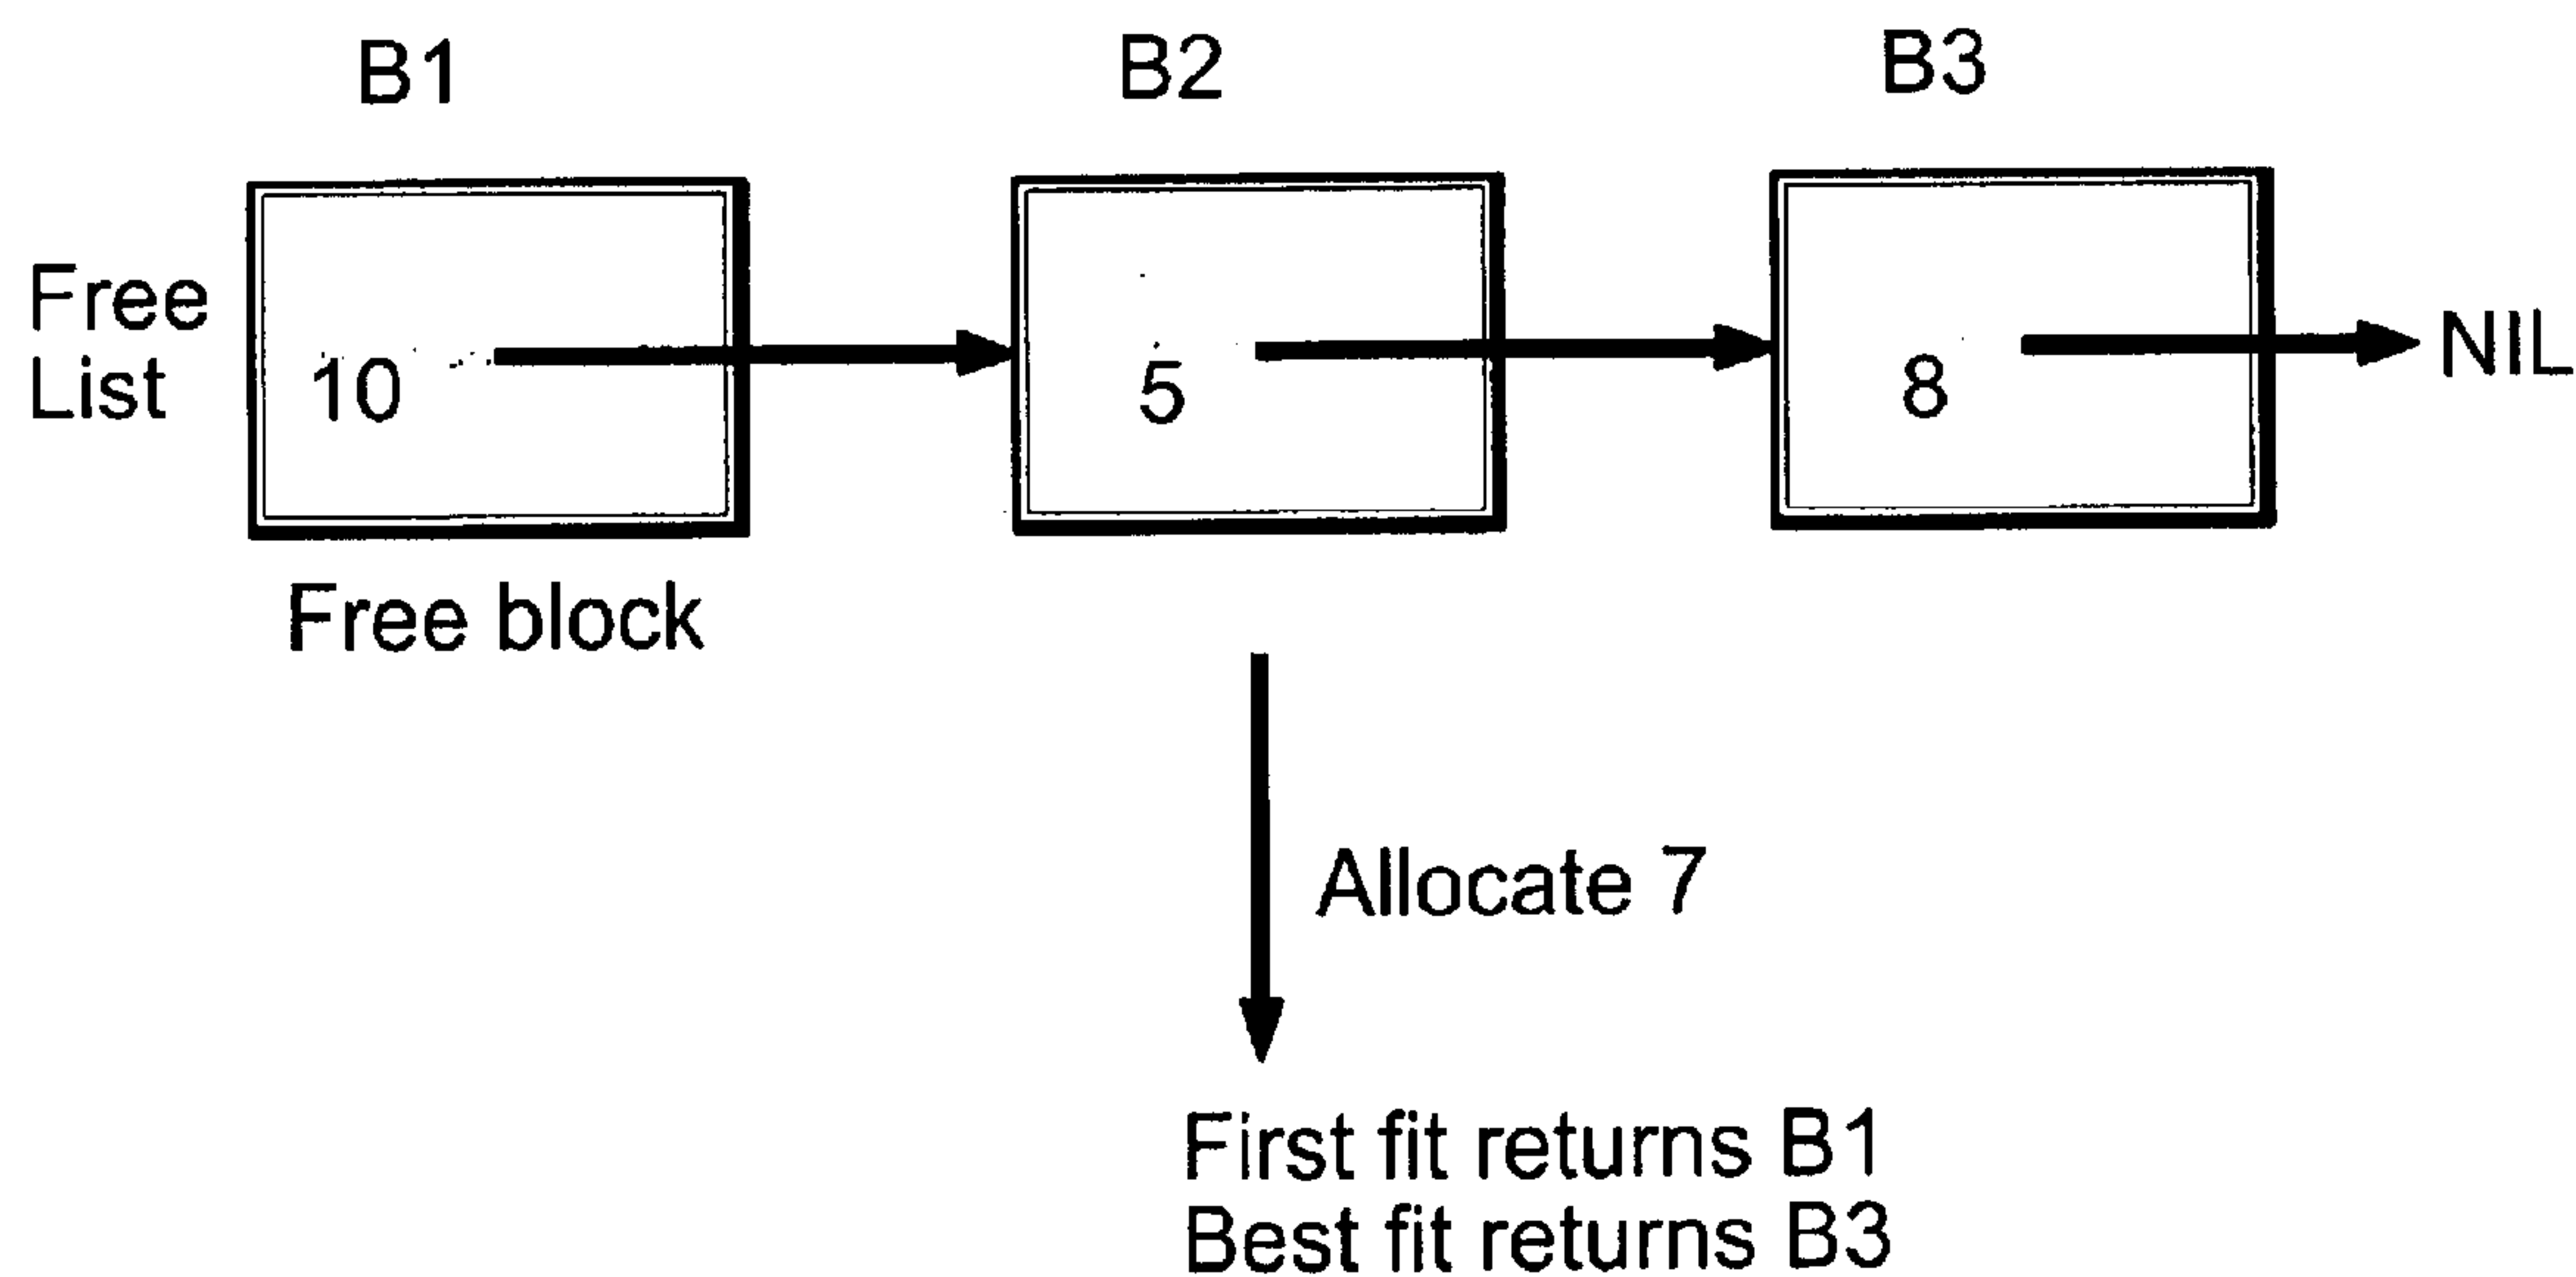 B1
B2
B3
Free
List
10
5
8
NIL
Free block
Allocate 7
First fit returns B1
Best fit returns B3